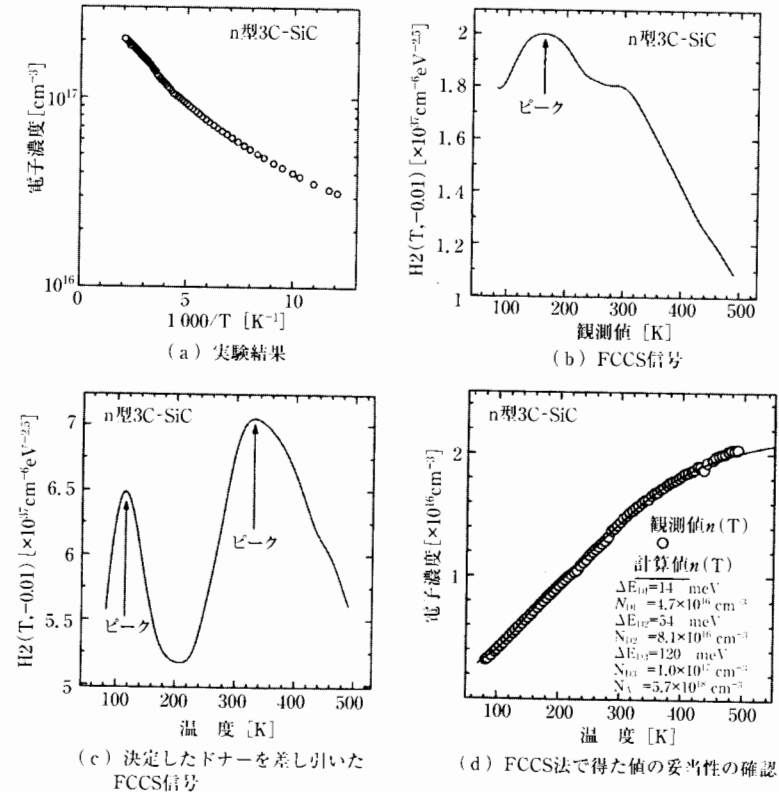 n型3C-SiC
電子濃度[cm⁻³]
10¹⁷
10¹⁶
0 5 10
1 000/T [K⁻¹]
(a) 実験結果
n型3C-SiC
ピーク
H2(T,-0.01) [×10³⁷cm⁻⁶eV⁻²·⁵]
2
1.8
1.6
1.4
1.2
1
100 200 300 400 500
観測値 [K]
(b) FCCS信号
n型3C-SiC
ピーク
ピーク
H2(T,-0.01) [×10³⁷cm⁻⁶eV⁻²·⁵]
7
6.5
6
5.5
5
100 200 300 400 500
温 度 [K]
(c) 決定したドナーを差し引いた
FCCS信号
n型3C-SiC
電子濃度[×10¹⁶cm⁻³]
2
1
観測値n(T)
計算値n(T)
ΔE_D1=14 meV
N_D1 =4.7×10¹⁶ cm⁻³
ΔE_D2=54 meV
N_D2 =8.1×10¹⁶ cm⁻³
ΔE_D3=120 meV
N_D3 =1.0×10¹⁷cm⁻³
N_A =5.7×10¹⁸ cm⁻³
100 200 300 400 500
温 度 [K]
(d) FCCS法で得た値の妥当性の確認